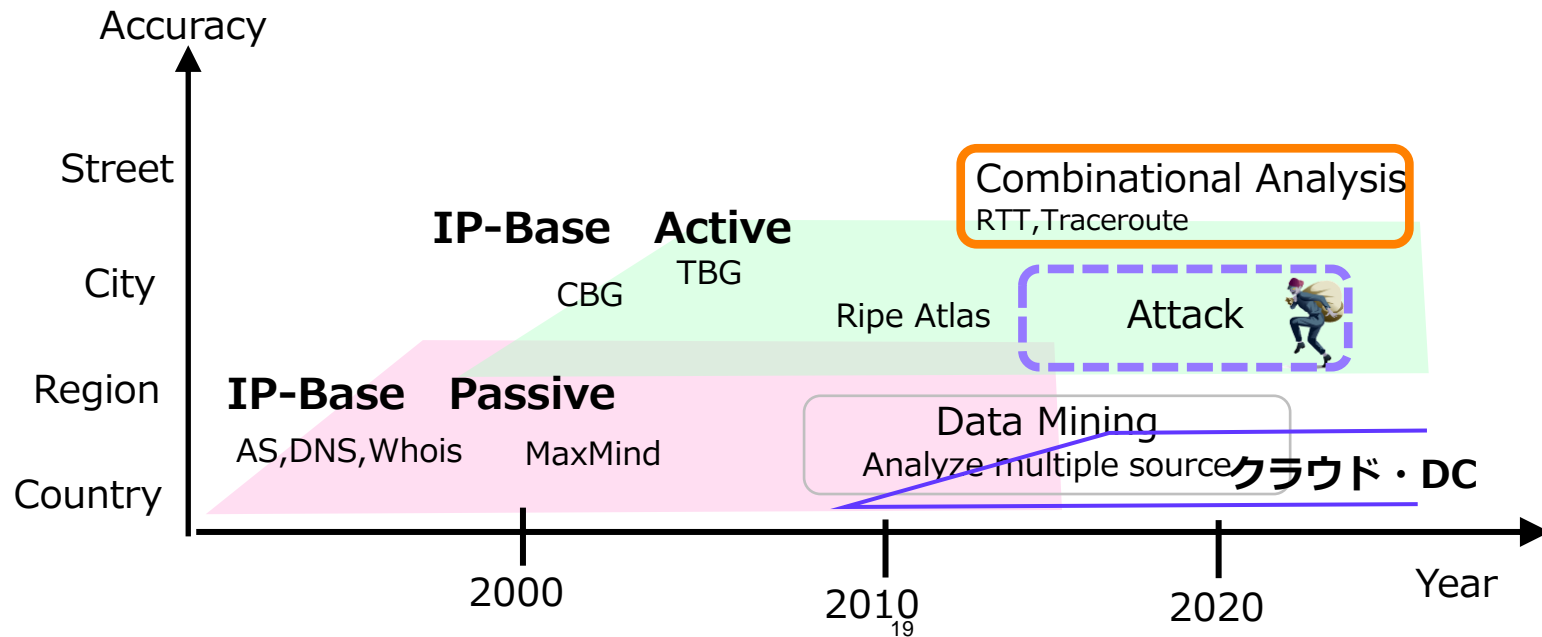 Accuracy
Street
Combinational Analysis
RTT,Traceroute
IP-Base Active
TBG
City
CBG
Ripe Atlas
Attack
Region
IP-Base Passive
Data Mining
AS,DNS,Whois
MaxMind
Analyze multiple source
クラウド・DC
Country
2000
2010
2020
Year
19